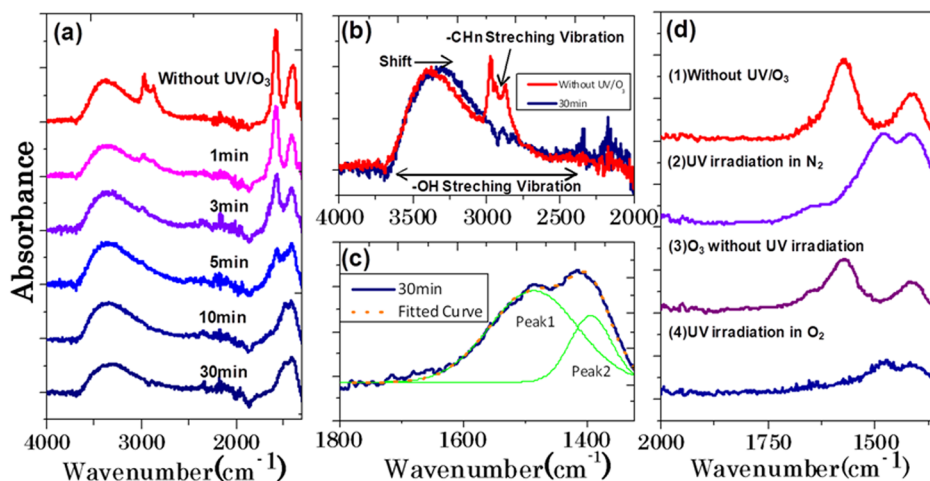 (a)
Without UV/O3
1min
3min
5min
10min
30min
Absorbance
4000 3000 2000
Wavenumber(cm-1)
(b)
-CHn Streching Vibration
Shift
Without UV/O3
30min
-OH Streching Vibration
4000 3500 3000 2500 2000
(c)
30min
Fitted Curve
Peak1
Peak2
1800 1600 1400
Wavenumber(cm-1)
(d)
(1)Without UV/O3
(2)UV irradiation in N2
(3)O3 without UV irradiation
(4)UV irradiation in O2
2000 1750 1500
Wavenumber(cm-1)